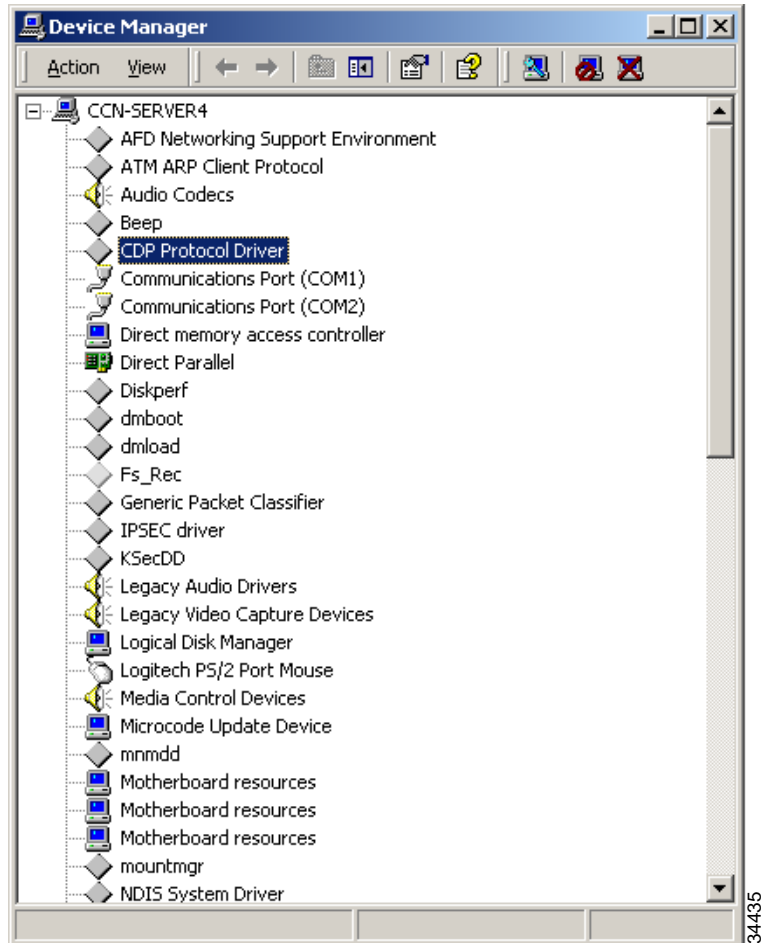 Device Manager
Action View
CCN-SERVER4
AFD Networking Support Environment
ATM ARP Client Protocol
Audio Codecs
Beep
CDP Protocol Driver
Communications Port (COM1)
Communications Port (COM2)
Direct memory access controller
Direct Parallel
Diskperf
dmboot
dmload
Fs_Rec
Generic Packet Classifier
IPSEC driver
KSecDD
Legacy Audio Drivers
Legacy Video Capture Devices
Logical Disk Manager
Logitech PS/2 Port Mouse
Media Control Devices
Microcode Update Device
mnmdd
Motherboard resources
Motherboard resources
Motherboard resources
mountmgr
NDIS System Driver
34435